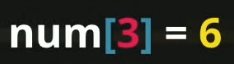 num[3] = 6